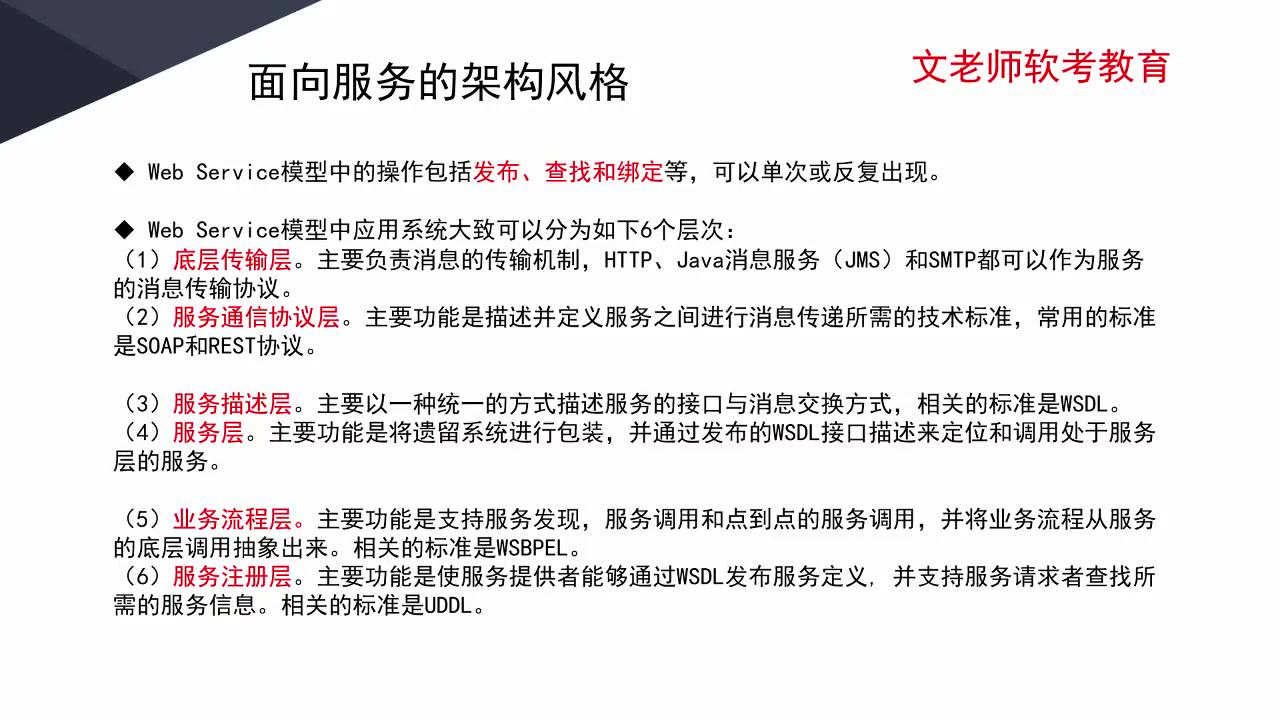 面向服务的架构风格
文老师软考教育
◆ Web Service模型中的操作包括发布、查找和绑定等，可以单次或反复出现。
◆ Web Service模型中应用系统大致可以分为如下6个层次：
（1）底层传输层。主要负责消息的传输机制，HTTP、Java消息服务（JMS）和SMTP都可以作为服务
的消息传输协议。
（2）服务通信协议层。主要功能是描述并定义服务之间进行消息传递所需的技术标准，常用的标准
是SOAP和REST协议。
（3）服务描述层。主要以一种统一的方式描述服务的接口与消息交换方式，相关的标准是WSDL。
（4）服务层。主要功能是将遗留系统进行包装，并通过发布的WSDL接口描述来定位和调用处于服务
层的服务。
（5）业务流程层。主要功能是支持服务发现，服务调用和点到点的服务调用，并将业务流程从服务
的底层调用抽象出来。相关的标准是WSBPEL。
（6）服务注册层。主要功能是使服务提供者能够通过WSDL发布服务定义，并支持服务请求者查找所
需的服务信息。相关的标准是UDDL。